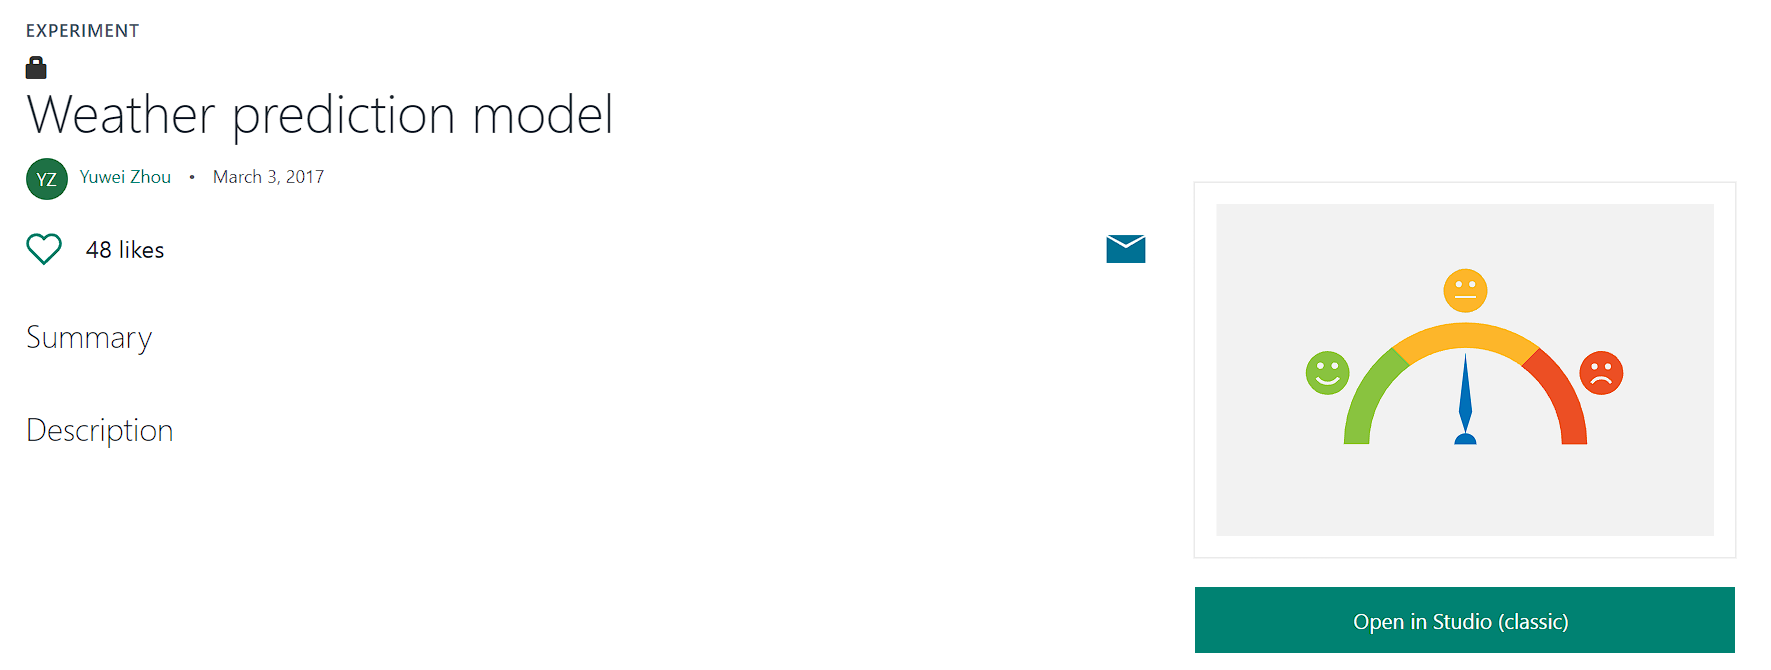 EXPERIMENT
Weather prediction model
YZ Yuwei Zhou • March 3, 2017
48 likes
Summary
Description
Open in Studio (classic)